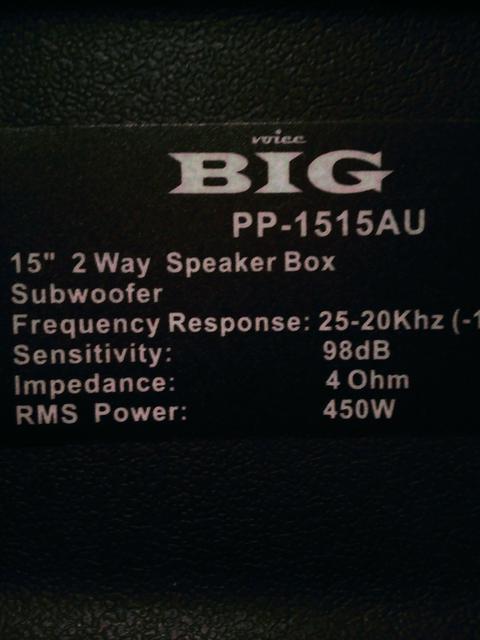 voice
BIG
PP-1515AU
15" 2 Way Speaker Box
Subwoofer
Frequency Response: 25-20Khz (-1
Sensitivity: 98dB
Impedance: 4 Ohm
RMS Power: 450W